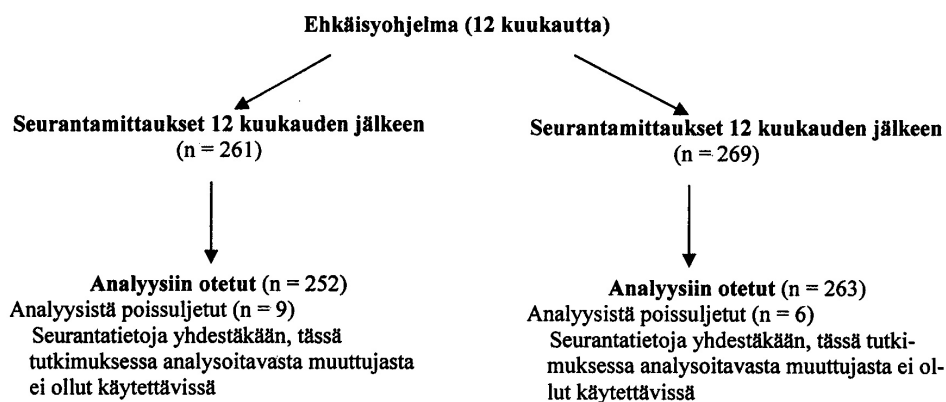 Ehkäisyohjelma (12 kuukautta)
Seurantamittaukset 12 kuukauden jälkeen
(n = 261)
Analyysiin otetut (n = 252)
Analyysistä poissuljetut (n = 9)
Seurantatietoja yhdestäkään, tässä
tutkimuksessa analysoitavasta muuttujasta
ei ollut käytettävissä
Seurantamittaukset 12 kuukauden jälkeen
(n = 269)
Analyysiin otetut (n = 263)
Analyysistä poissuljetut (n = 6)
Seurantatietoja yhdestäkään, tässä tutki-
muksessa analysoitavasta muuttujasta ei ol-
lut käytettävissä